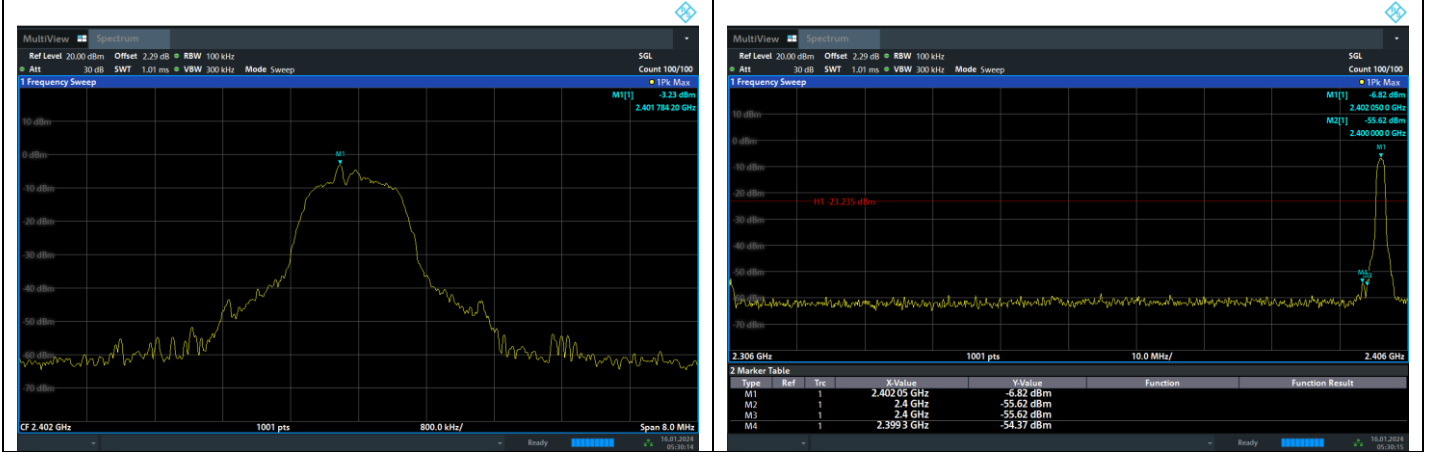 MultiView Spectrum
Ref Level 20.00 dBm Offset 2.29 dB RBW 100 kHz SGL
Att 30 dB SWT 1.01 ms VBW 300 kHz Mode Sweep Count 100/100
1 Frequency Sweep 1Pk Max
M1[1] -3.23 dBm
2.401 784 20 GHz
10 dBm
M1
0 dBm
-10 dBm
-20 dBm
-30 dBm
-40 dBm
-50 dBm
-60 dBm
-70 dBm
CF 2.402 GHz 1001 pts 800.0 kHz/ Span 8.0 MHz
Ready 16.01.2024
05:30:14
MultiView Spectrum
Ref Level 20.00 dBm Offset 2.29 dB RBW 100 kHz SGL
Att 30 dB SWT 1.01 ms VBW 300 kHz Mode Sweep Count 100/100
1 Frequency Sweep 1Pk Max
M1[1] -6.82 dBm
2.402 050 0 GHz
10 dBm
M2[1] -55.62 dBm
2.400 000 0 GHz
0 dBm
M1
-10 dBm
-20 dBm
H1 -23.235 dBm
-30 dBm
-40 dBm
-50 dBm
M4
-60 dBm
-70 dBm
2.306 GHz 1001 pts 10.0 MHz/ 2.406 GHz
2 Marker Table
Type Ref Trc X-Value Y-Value Function Function Result
M1 1 2.40205 GHz -6.82 dBm
M2 1 2.4 GHz -55.62 dBm
M3 1 2.4 GHz -55.62 dBm
M4 1 2.3993 GHz -54.37 dBm
Ready 16.01.2024
05:30:15